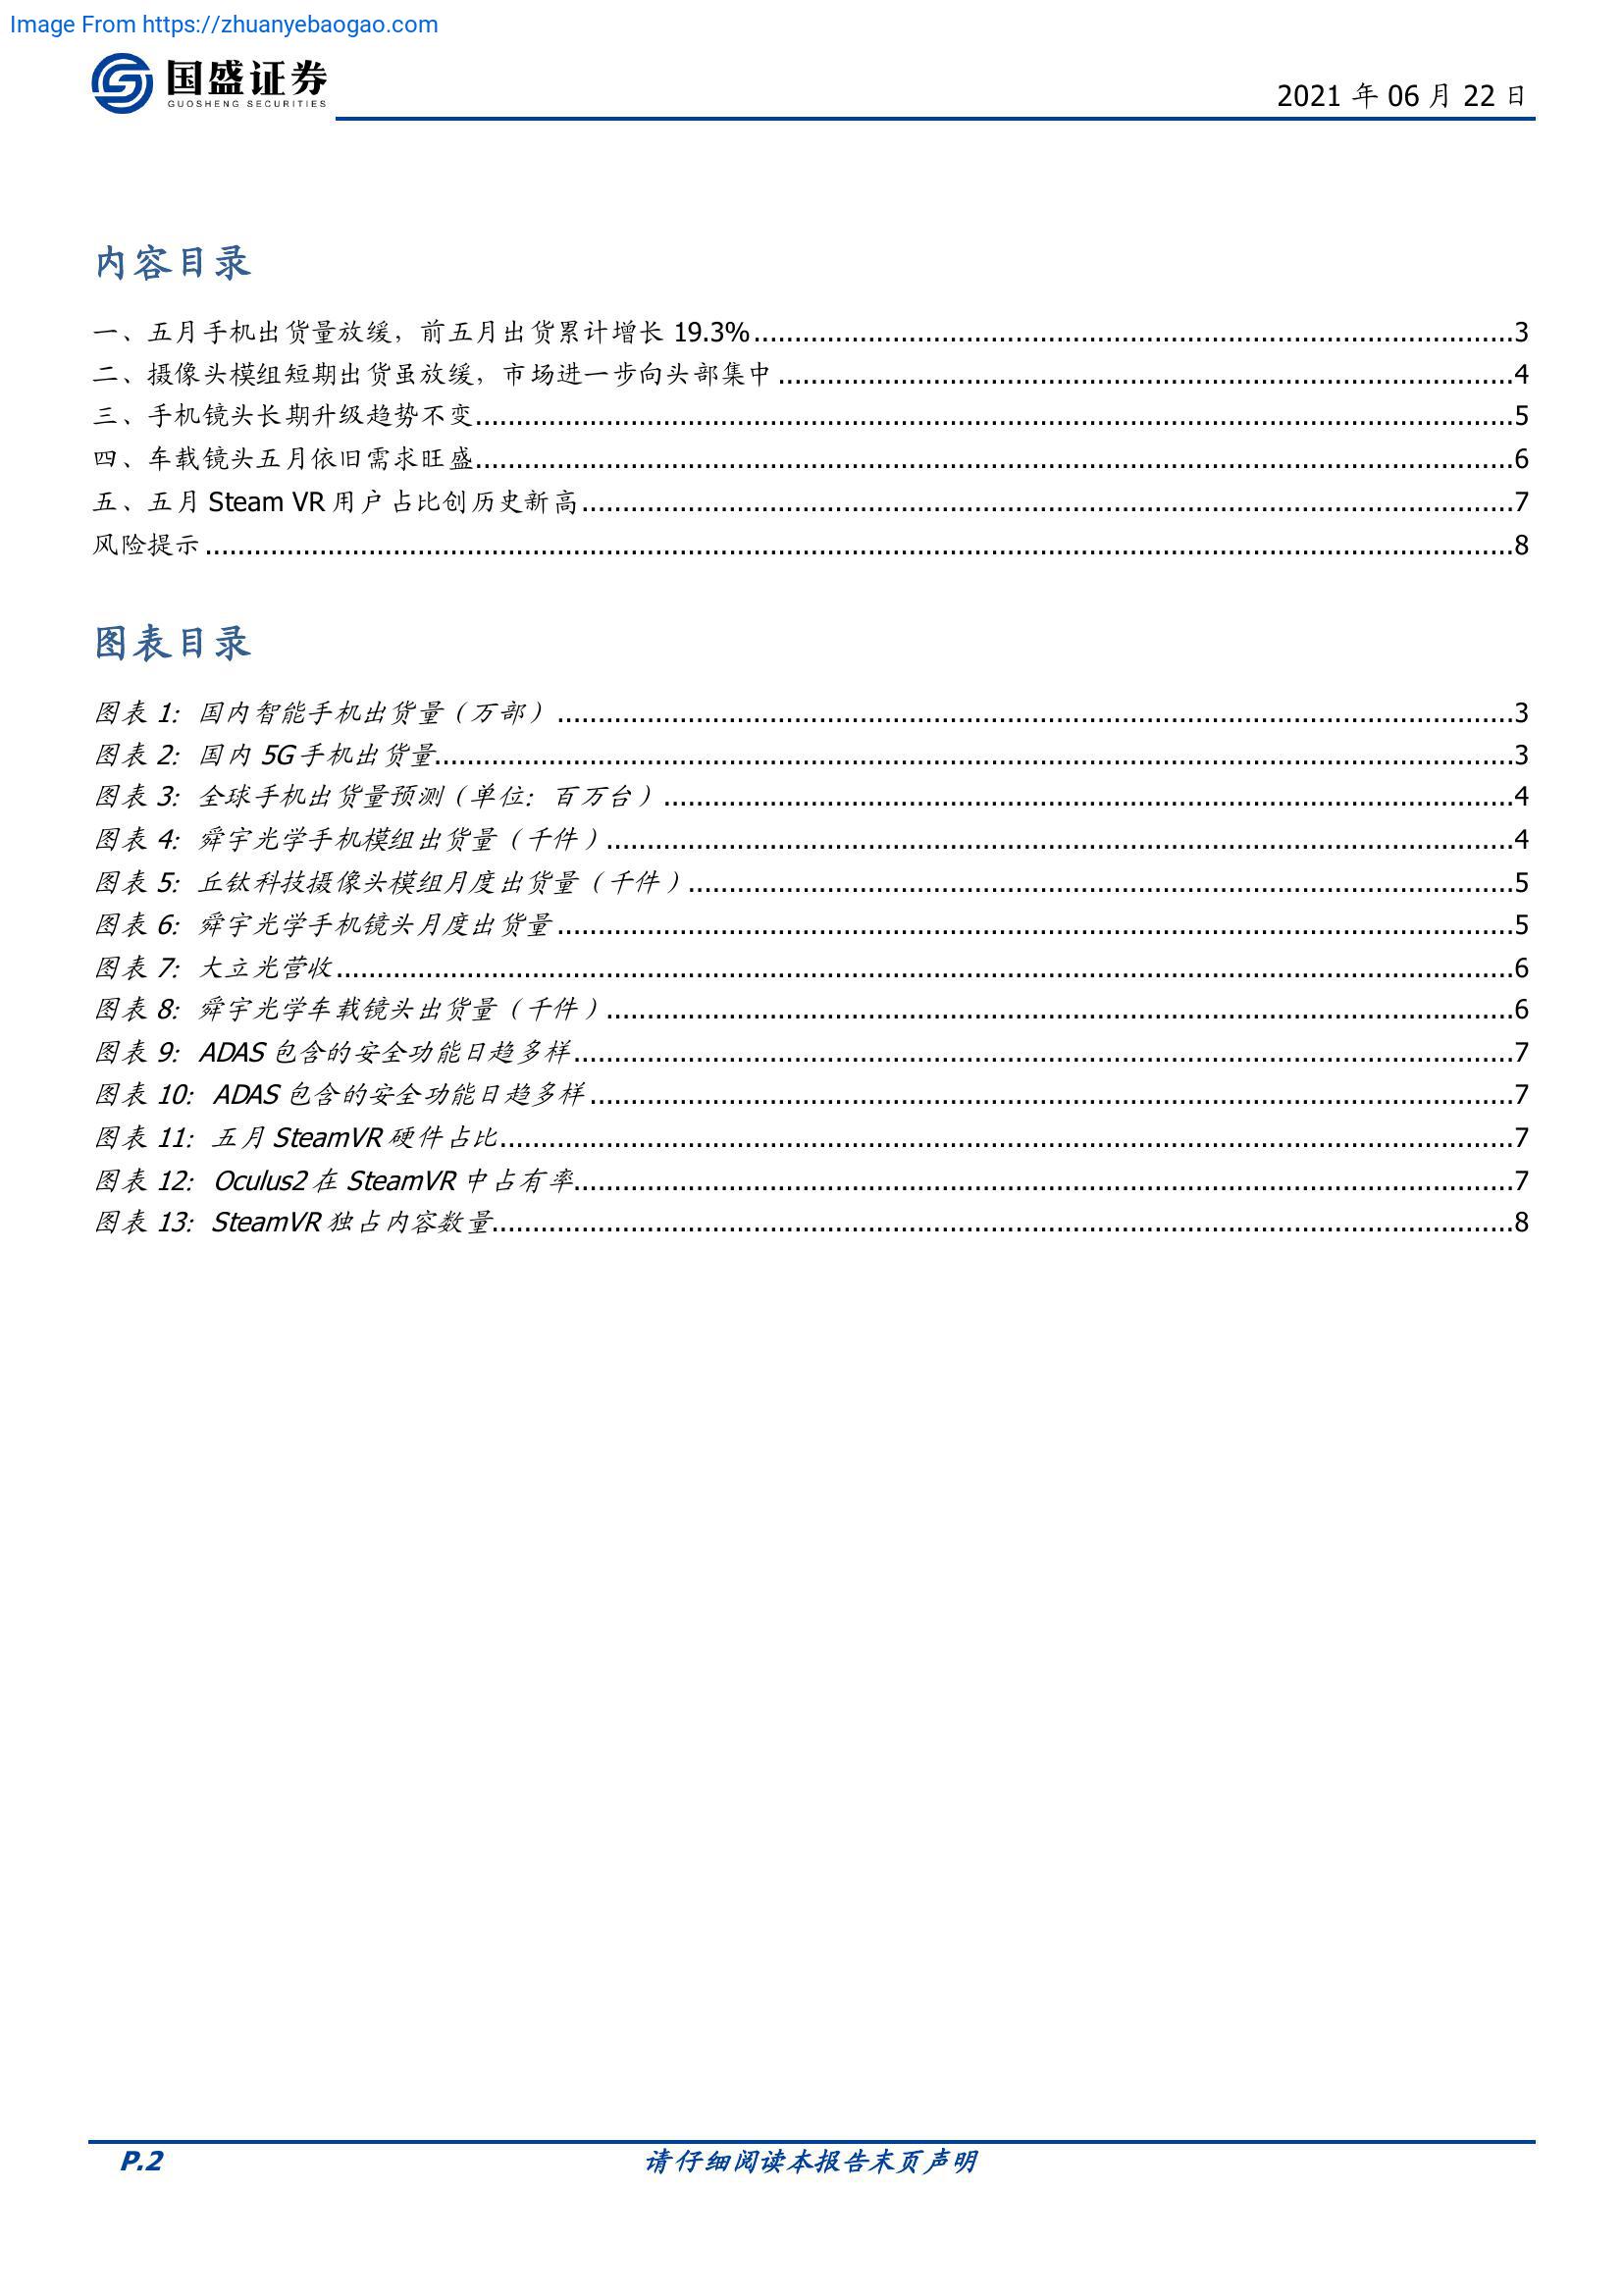 Image From https://zhuanyebaogao.com
国盛证券
GUOSHENG SECURITIES
2021 年 06 月 22 日
内容目录
一、五月手机出货量放缓，前五月出货累计增长 19.3%....................3
二、摄像头模组短期出货虽放缓，市场进一步向头部集中....................4
三、手机镜头长期升级趋势不变....................5
四、车载镜头五月依旧需求旺盛....................6
五、五月 Steam VR 用户占比创历史新高....................7
风险提示....................8
图表目录
图表 1: 国内智能手机出货量（万部）....................3
图表 2: 国内 5G 手机出货量....................3
图表 3: 全球手机出货量预测（单位：百万台）....................4
图表 4: 舜宇光学手机模组出货量（千件）....................4
图表 5: 丘钛科技摄像头模组月度出货量（千件）....................5
图表 6: 舜宇光学手机镜头月度出货量....................5
图表 7: 大立光营收....................6
图表 8: 舜宇光学车载镜头出货量（千件）....................6
图表 9: ADAS 包含的安全功能日趋多样....................7
图表 10: ADAS 包含的安全功能日趋多样....................7
图表 11: 五月 SteamVR 硬件占比....................7
图表 12: Oculus2 在 SteamVR 中占有率....................7
图表 13: SteamVR 独占内容数量....................8
P.2
请仔细阅读本报告末页声明